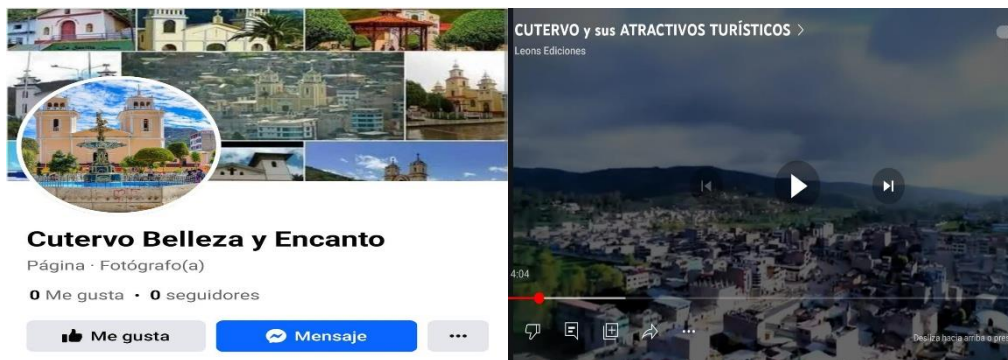 Cutervo Belleza y Encanto
Página · Fotógrafo(a)
0 Me gusta • 0 seguidores
Me gusta
Mensaje
CUTERVO y sus ATRACTIVOS TURÍSTICOS >
Leons Ediciones
4:04
Desliza hacia arriba o